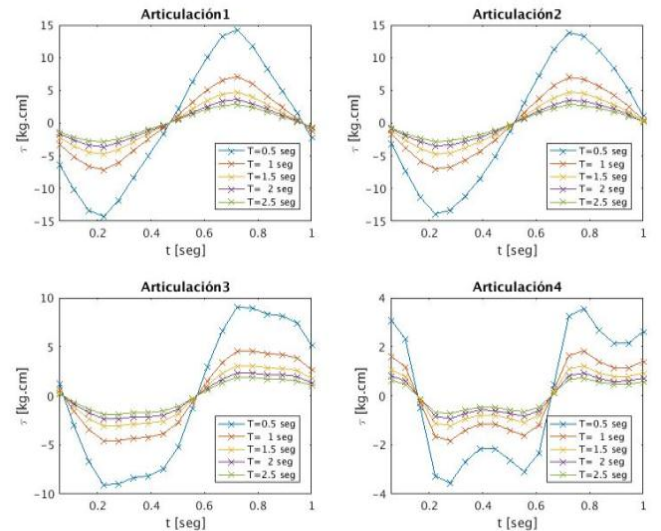 Articulación1
15
10
5
0
-5
-10
-15
τ [kg.cm]
T=0.5 seg
T= 1 seg
T=1.5 seg
T= 2 seg
T=2.5 seg
0.2 0.4 0.6 0.8 1
t [seg]
Articulación2
15
10
5
0
-5
-10
-15
τ [kg.cm]
T=0.5 seg
T= 1 seg
T=1.5 seg
T= 2 seg
T=2.5 seg
0.2 0.4 0.6 0.8 1
t [seg]
Articulación3
10
5
0
-5
-10
τ [kg.cm]
T=0.5 seg
T= 1 seg
T=1.5 seg
T= 2 seg
T=2.5 seg
0.2 0.4 0.6 0.8 1
t [seg]
Articulación4
4
2
0
-2
-4
τ [kg.cm]
T=0.5 seg
T= 1 seg
T=1.5 seg
T= 2 seg
T=2.5 seg
0.2 0.4 0.6 0.8 1
t [seg]